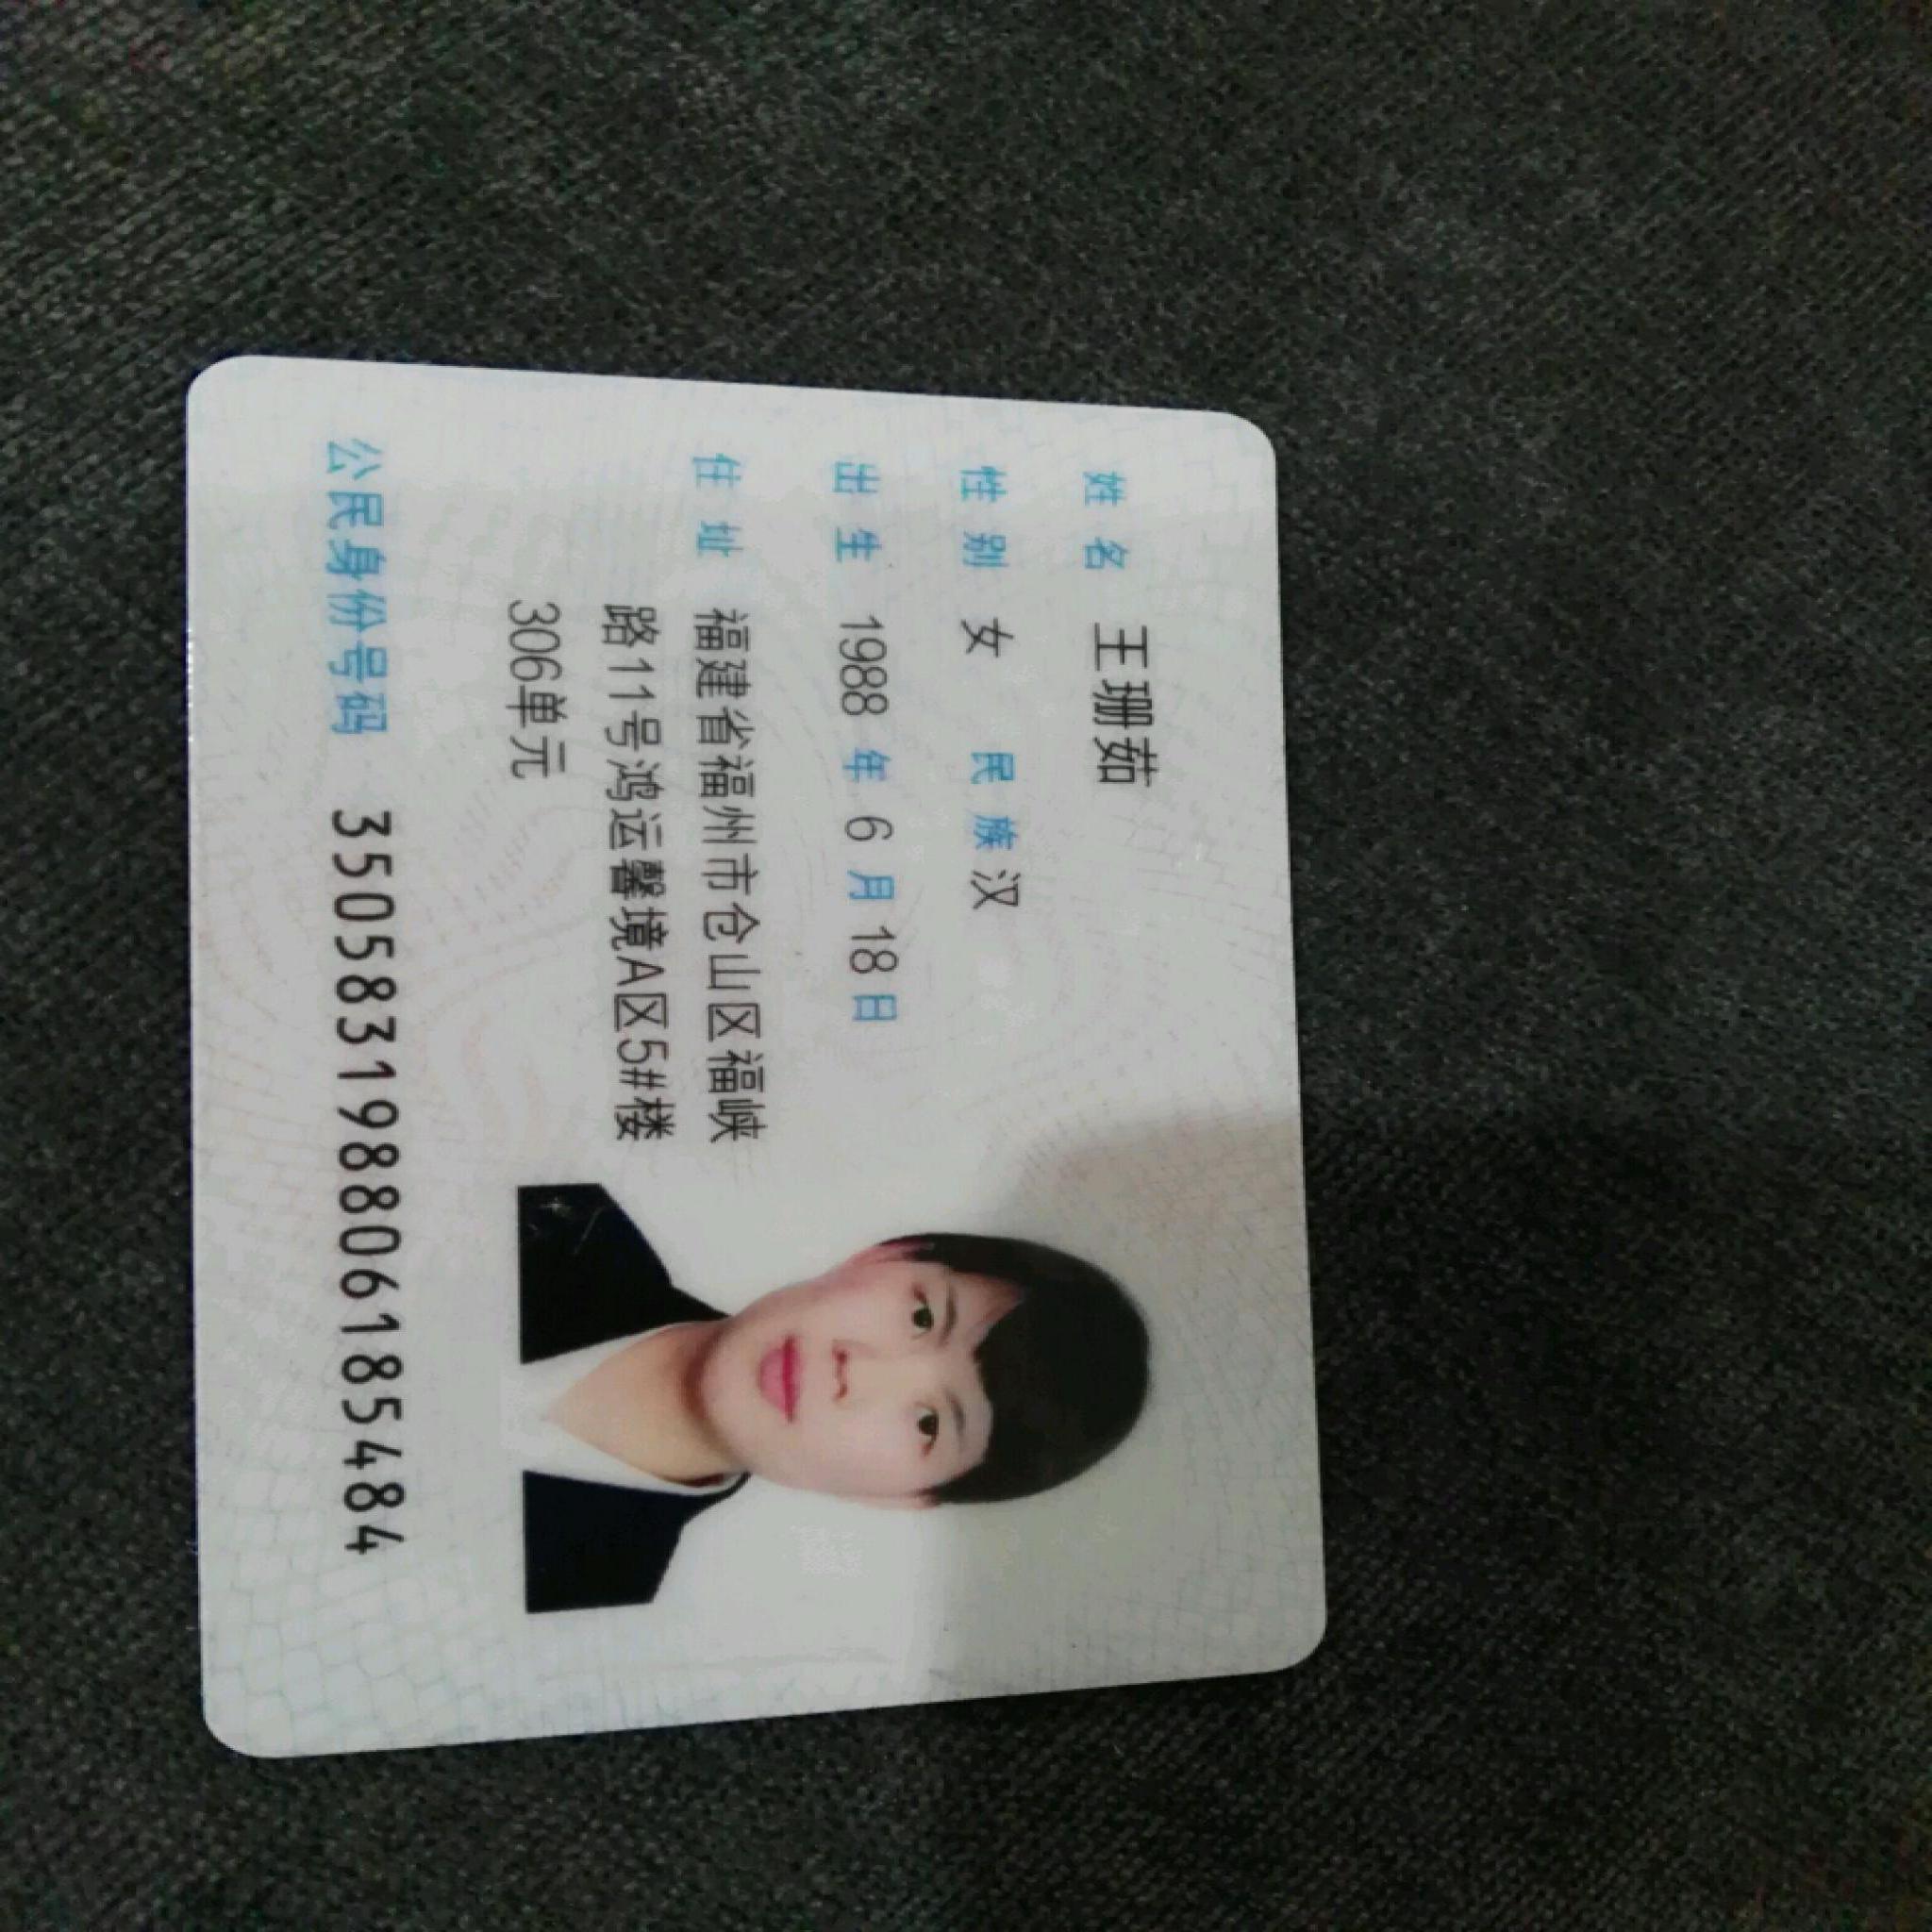 姓名 王珊茹
性别 女 民族 汉
出生 1988 年 6 月 18 日
住址 福建省福州市仓山区福峡
路11号鸿运馨境A区5#楼
306单元
公民身份号码 350583198806185484